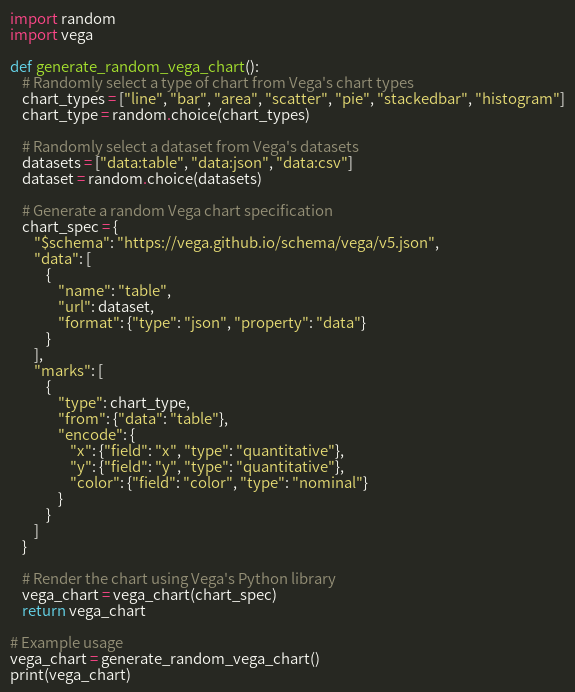 import random
import vega

def generate_random_vega_chart():
    # Randomly select a type of chart from Vega's chart types
    chart_types = ["line", "bar", "area", "scatter", "pie", "stackedbar", "histogram"]
    chart_type = random.choice(chart_types)

    # Randomly select a dataset from Vega's datasets
    datasets = ["data:table", "data:json", "data:csv"]
    dataset = random.choice(datasets)

    # Generate a random Vega chart specification
    chart_spec = {
        "$schema": "https://vega.github.io/schema/vega/v5.json",
        "data": [
            {
                "name": "table",
                "url": dataset,
                "format": {"type": "json", "property": "data"}
            }
        ],
        "marks": [
            {
                "type": chart_type,
                "from": {"data": "table"},
                "encode": {
                    "x": {"field": "x", "type": "quantitative"},
                    "y": {"field": "y", "type": "quantitative"},
                    "color": {"field": "color", "type": "nominal"}
                }
            }
        ]
    }

    # Render the chart using Vega's Python library
    vega_chart = vega_chart(chart_spec)
    return vega_chart

# Example usage
vega_chart = generate_random_vega_chart()
print(vega_chart)